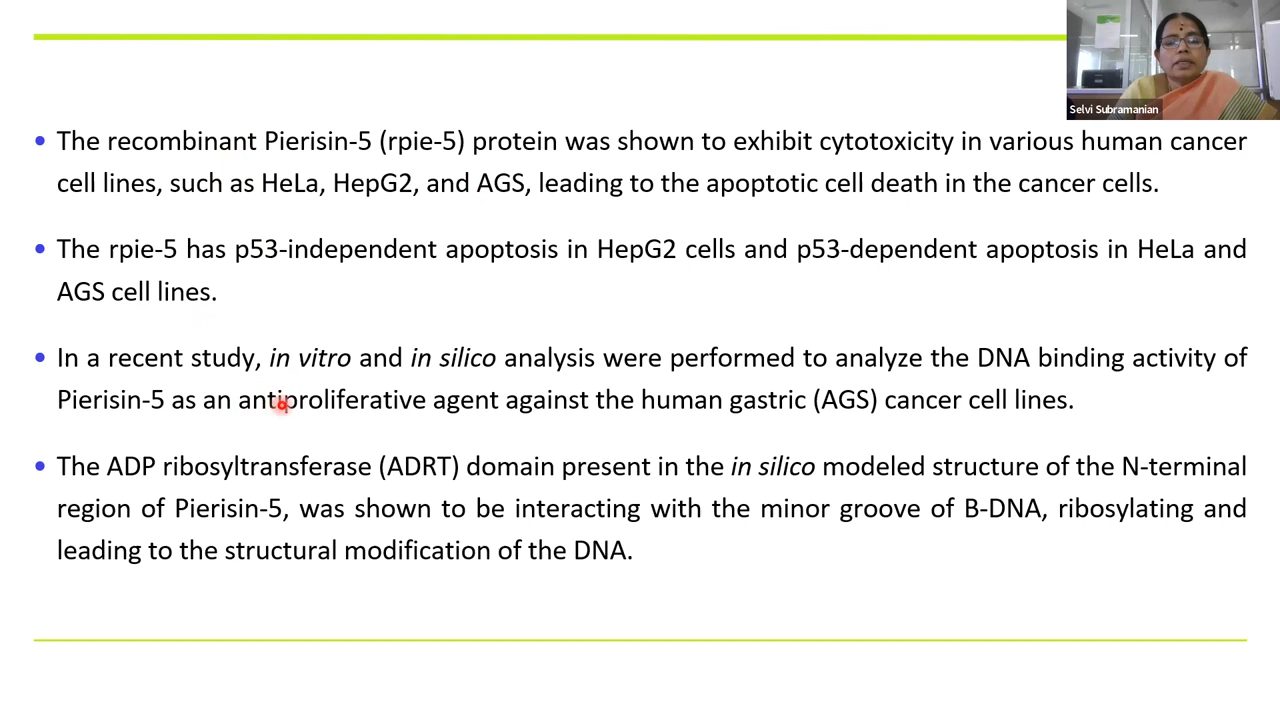 Selvi Subramanian
• The recombinant Pierisin-5 (rpie-5) protein was shown to exhibit cytotoxicity in various human cancer
cell lines, such as HeLa, HepG2, and AGS, leading to the apoptotic cell death in the cancer cells.
• The rpie-5 has p53-independent apoptosis in HepG2 cells and p53-dependent apoptosis in HeLa and
AGS cell lines.
• In a recent study, in vitro and in silico analysis were performed to analyze the DNA binding activity of
Pierisin-5 as an antiproliferative agent against the human gastric (AGS) cancer cell lines.
• The ADP ribosyltransferase (ADRT) domain present in the in silico modeled structure of the N-terminal
region of Pierisin-5, was shown to be interacting with the minor groove of B-DNA, ribosylating and
leading to the structural modification of the DNA.